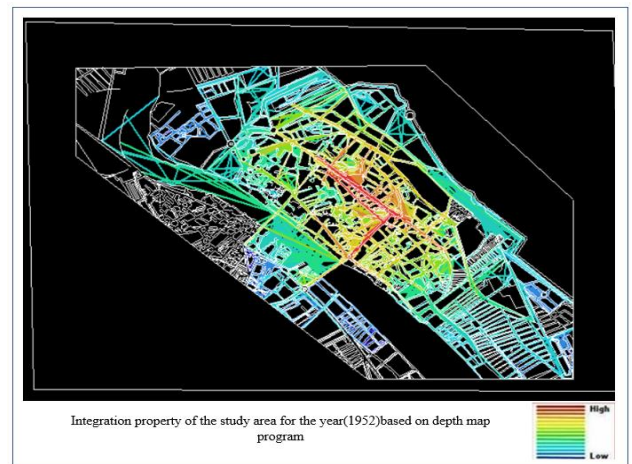 Integration property of the study area for the year(1952)based on depth map
program
High
Low